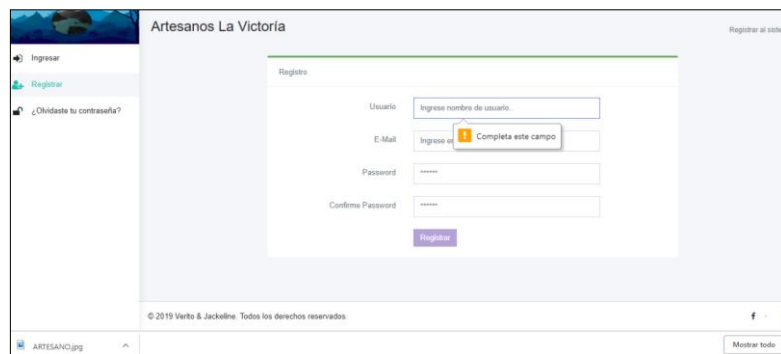 Artesanos La Victoría
Registrar al siste
Ingresar
Registrar
¿Olvidaste tu contraseña?
Registro
Usuario
Ingrese nombre de usuario.
Completa este campo
E-Mail
Ingrese
Password
******
Confirme Password
******
Registrar
© 2019 Verito & Jackeline. Todos los derechos reservados.
f
ARTESANO.jpg
Mostrar todo